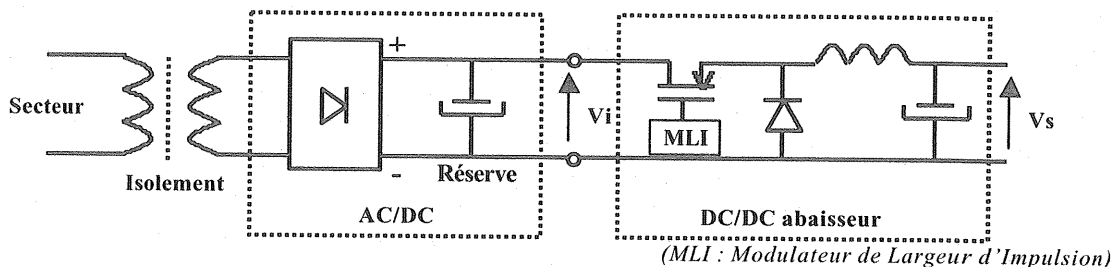 +
Secteur
Vi
MLI
Vs
Isolement
-
Réserve
AC/DC
DC/DC abaisseur
(MLI : Modulateur de Largeur d'Impulsion)